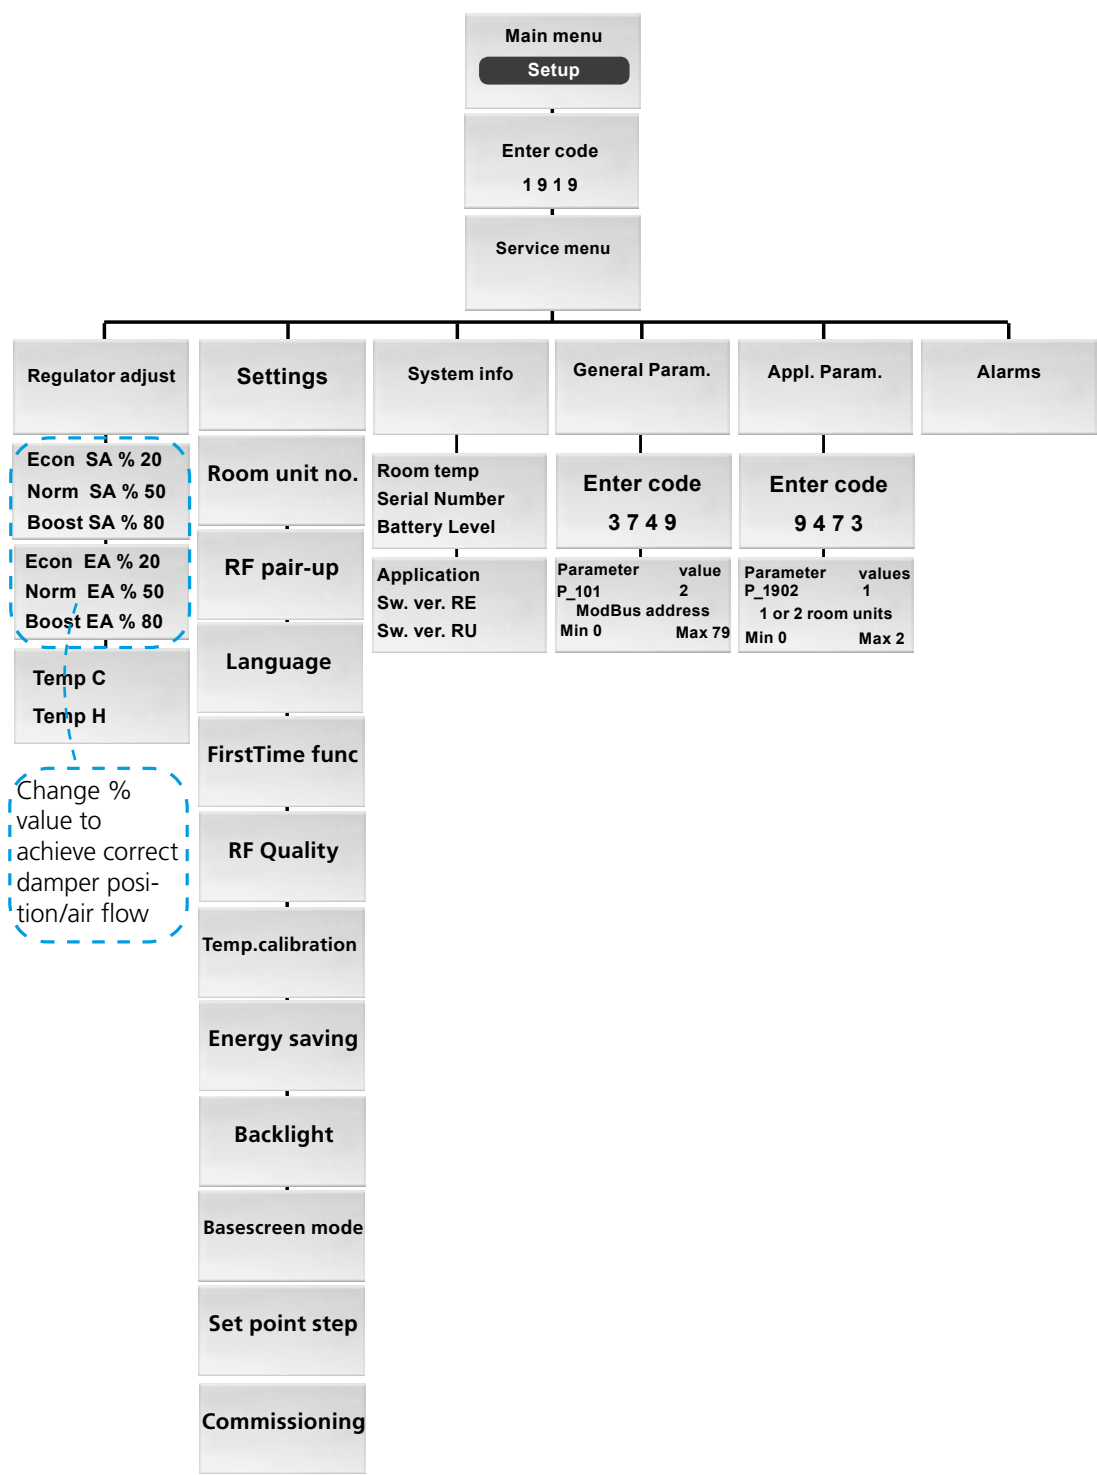 Main menu
Setup
Enter code
1 9 1 9
Service menu
Regulator adjust
Econ SA % 20
Norm SA % 50
Boost SA % 80
Econ EA % 20
Norm EA % 50
Boost EA % 80
Temp C
Temp H
Change %
value to
achieve correct
damper posi-
tion/air flow
Settings
Room unit no.
RF pair-up
Language
FirstTime func
RF Quality
Temp.calibration
Energy saving
Backlight
Basescreen mode
Set point step
Commissioning
System info
Room temp
Serial Number
Battery Level
Application
Sw. ver. RE
Sw. ver. RU
General Param.
Enter code
3 7 4 9
Parameter value
P_101 2
ModBus address
Min 0 Max 79
Appl. Param.
Enter code
9 4 7 3
Parameter values
P_1902 1
1 or 2 room units
Min 0 Max 2
Alarms